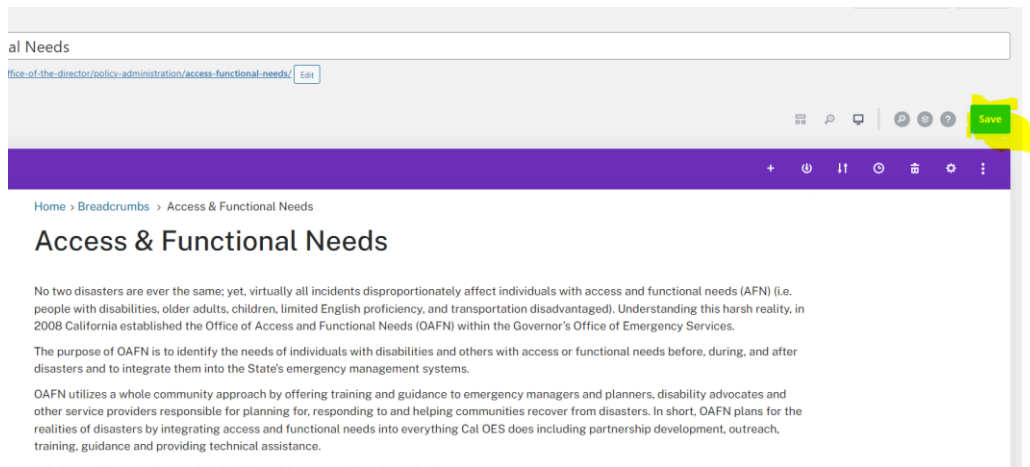 al Needs
ffice-of-the-director/policy-administration/access-functional-needs/ Edit
Save
Home › Breadcrumbs › Access & Functional Needs
Access & Functional Needs
No two disasters are ever the same; yet, virtually all incidents disproportionately affect individuals with access and functional needs (AFN) (i.e.
people with disabilities, older adults, children, limited English proficiency, and transportation disadvantaged). Understanding this harsh reality, in
2008 California established the Office of Access and Functional Needs (OAFN) within the Governor's Office of Emergency Services.
The purpose of OAFN is to identify the needs of individuals with disabilities and others with access or functional needs before, during, and after
disasters and to integrate them into the State's emergency management systems.
OAFN utilizes a whole community approach by offering training and guidance to emergency managers and planners, disability advocates and
other service providers responsible for planning for, responding to and helping communities recover from disasters. In short, OAFN plans for the
realities of disasters by integrating access and functional needs into everything Cal OES does including partnership development, outreach,
training, guidance and providing technical assistance.